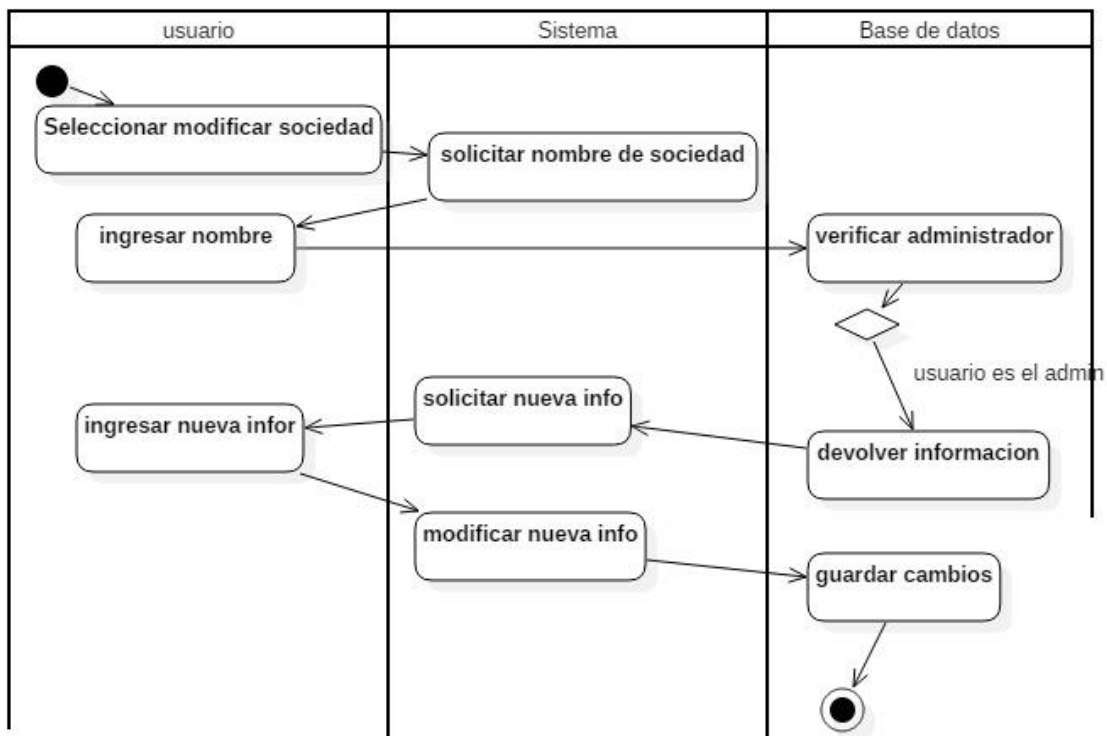 usuario
Sistema
Base de datos
Seleccionar modificar sociedad
solicitar nombre de sociedad
ingresar nombre
verificar administrador
usuario es el admin
solicitar nueva info
ingresar nueva infor
devolver informacion
modificar nueva info
guardar cambios